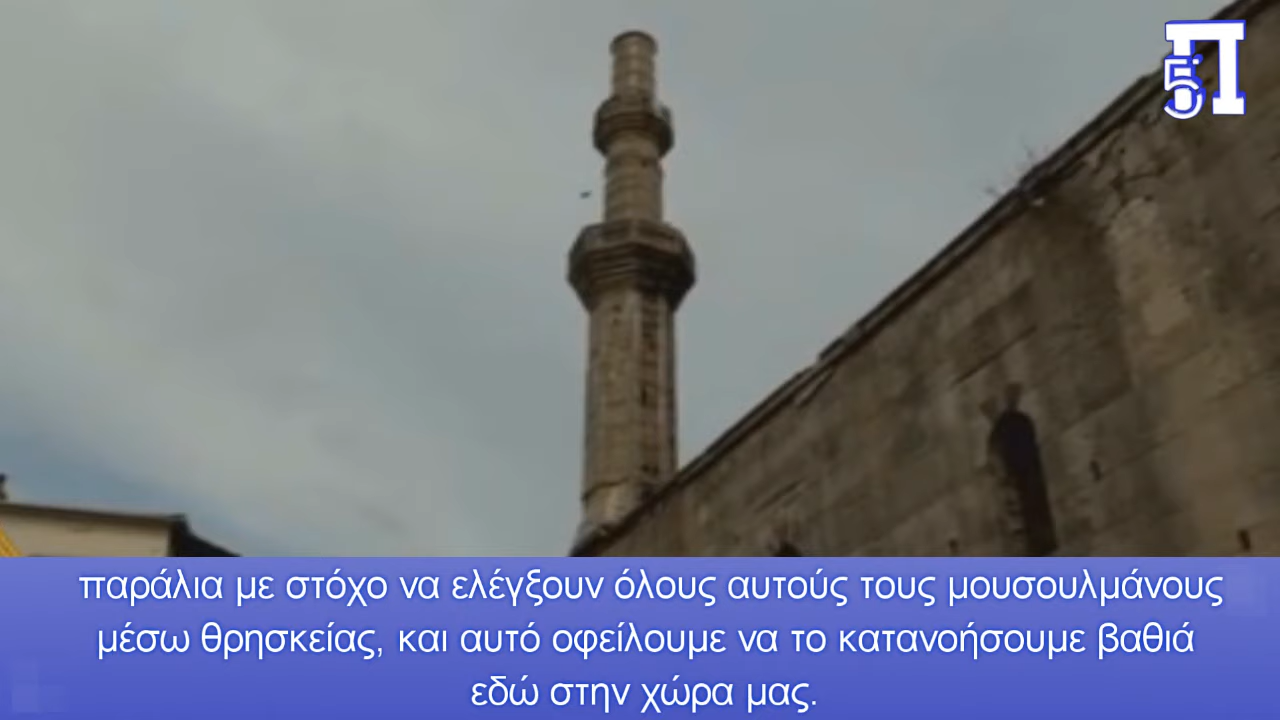 5Π
παράλια με στόχο να ελέγξουν όλους αυτούς τους μουσουλμάνους
μέσω θρησκείας, και αυτό οφείλουμε να το κατανοήσουμε βαθιά
εδώ στην χώρα μας.